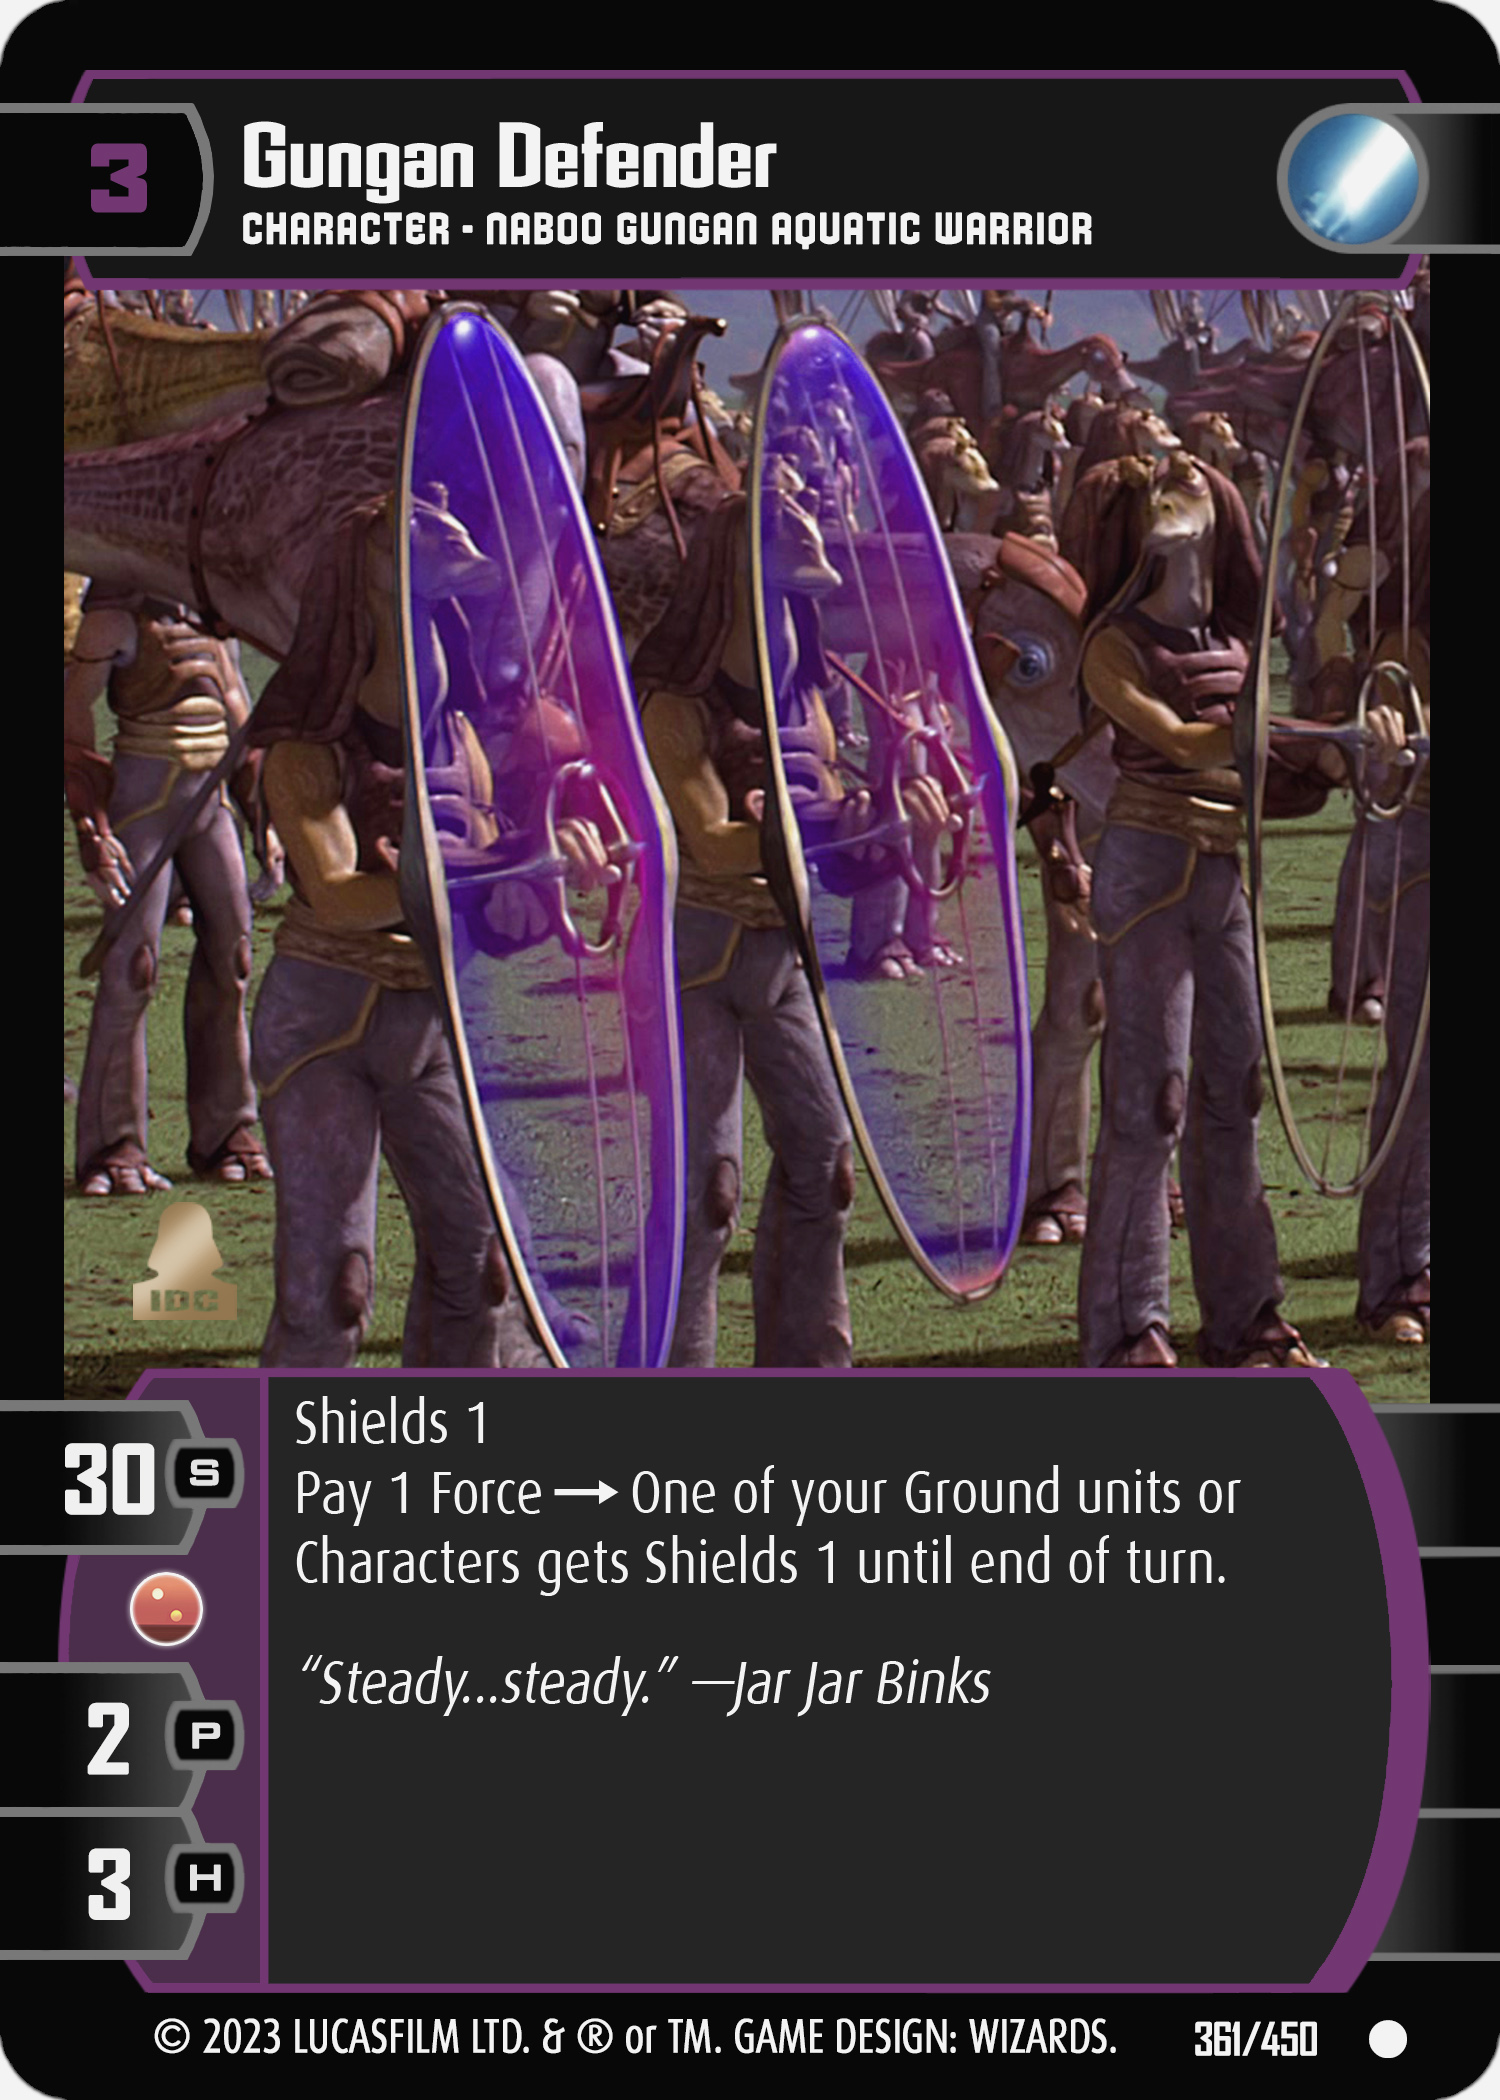 3
Gungan Defender
CHARACTER - NABOO GUNGAN AQUATIC WARRIOR
IDC
30 S
Shields 1
Pay 1 Force → One of your Ground units or
Characters gets Shields 1 until end of turn.
“Steady...steady.” —Jar Jar Binks
2 P
3 H
© 2023 LUCASFILM LTD. & ® or TM. GAME DESIGN: WIZARDS.
361/450